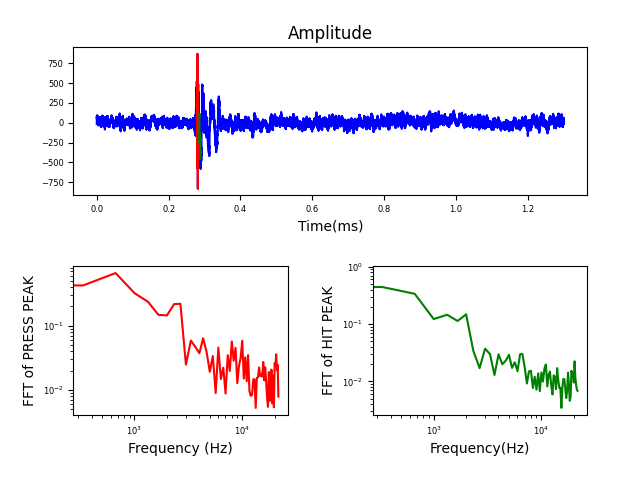 Amplitude
750
500
250
0
−250
−500
−750
0.0 0.2 0.4 0.6 0.8 1.0 1.2
Time(ms)
FFT of PRESS PEAK
10⁻¹
10⁻²
10³ 10⁴
Frequency (Hz)
FFT of HIT PEAK
10⁰
10⁻¹
10⁻²
10³ 10⁴
Frequency(Hz)